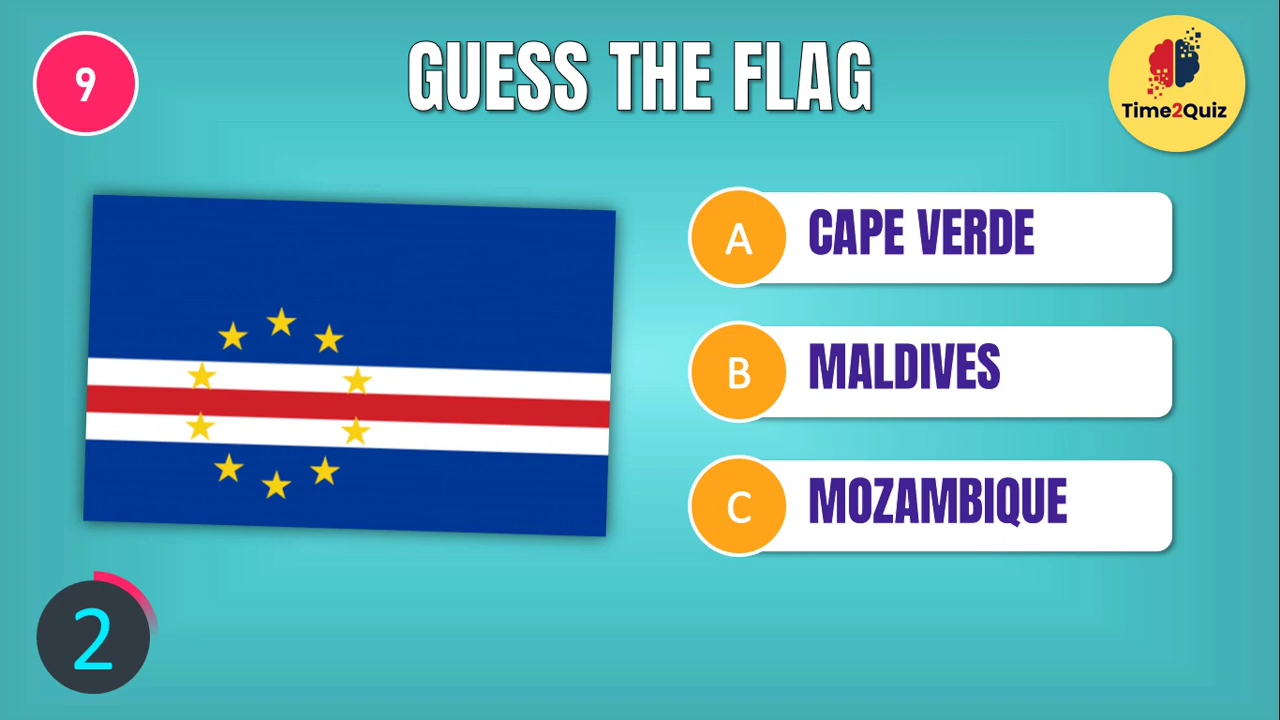 9
GUESS THE FLAG
Time2Quiz
A
CAPE VERDE
B
MALDIVES
C
MOZAMBIQUE
2